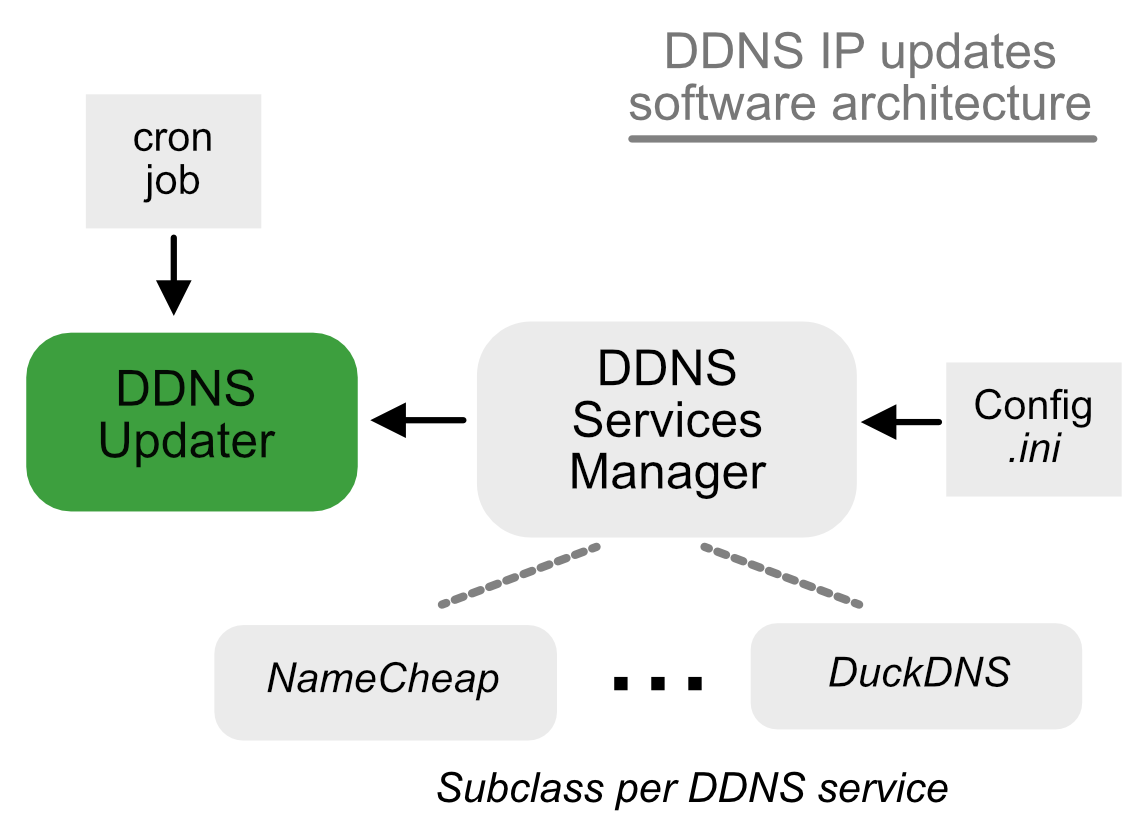 DDNS IP updates
software architecture
cron
job
DDNS
Updater
DDNS
Services
Manager
Config
.ini
NameCheap
...
DuckDNS
Subclass per DDNS service